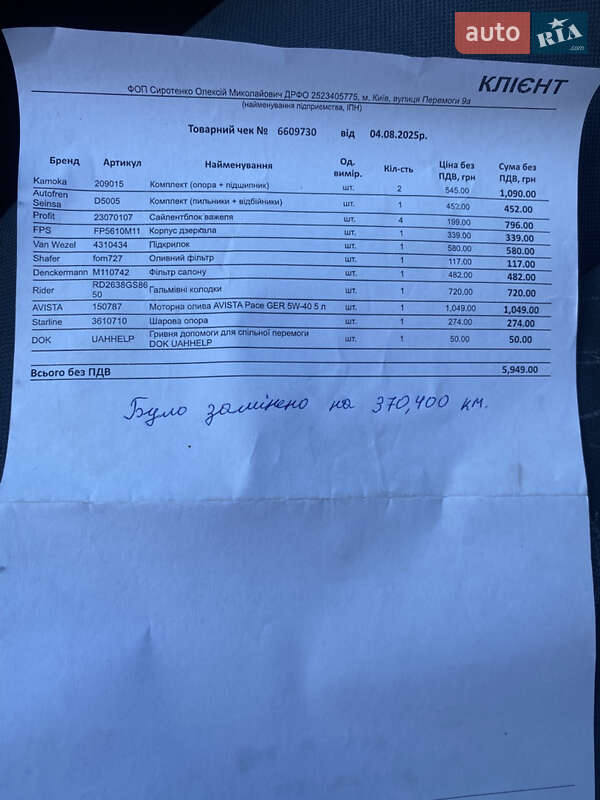 auto RIA.com
КЛІЄНТ
ФОП Сиротенко Олексій Миколайович ДРФО 2523405775, м. Київ, вулиця Перемоги 9а
(найменування підприємства, ІПН)
Товарний чек № 6609730 від 04.08.2025р.
Бренд Артикул Найменування Од. вимір. Кіл-сть Ціна без ПДВ, грн Сума без ПДВ, грн
Kamoka 209015 Комплект (опора + підшипник) шт. 2 545.00 1,090.00
Autofren Seinsa D5005 Комплект (пильники + відбійники) шт. 1 452.00 452.00
Profit 23070107 Сайлентблок важеля шт. 4 199.00 796.00
FPS FP5610M11 Корпус дзеркала шт. 1 339.00 339.00
Van Wezel 4310434 Підкрилок шт. 1 580.00 580.00
Shafer fom727 Оливний фільтр шт. 1 117.00 117.00
Denckermann M110742 Фільтр салону шт. 1 482.00 482.00
Rider RD2638GS86 50 Гальмівні колодки шт. 1 720.00 720.00
AVISTA 150787 Моторна олива AVISTA Pace GER 5W-40 5 л шт. 1 1,049.00 1,049.00
Starline 3610710 Шарова опора шт. 1 274.00 274.00
DOK UAHHELP Гривня допомоги для спільної перемоги DOK UAHHELP шт. 1 50.00 50.00
Всього без ПДВ 5,949.00
Було замінено на 370,400 км.